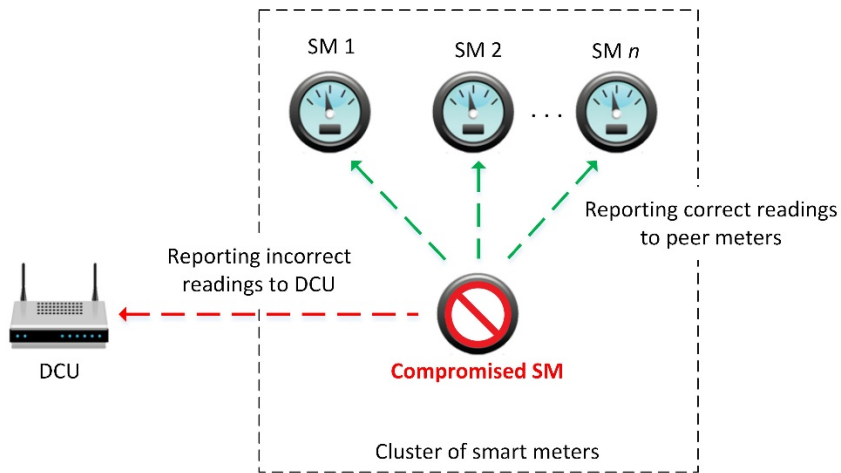 SM 1
SM 2
SM n
. . .
Reporting correct readings
to peer meters
Reporting incorrect
readings to DCU
DCU
Compromised SM
Cluster of smart meters